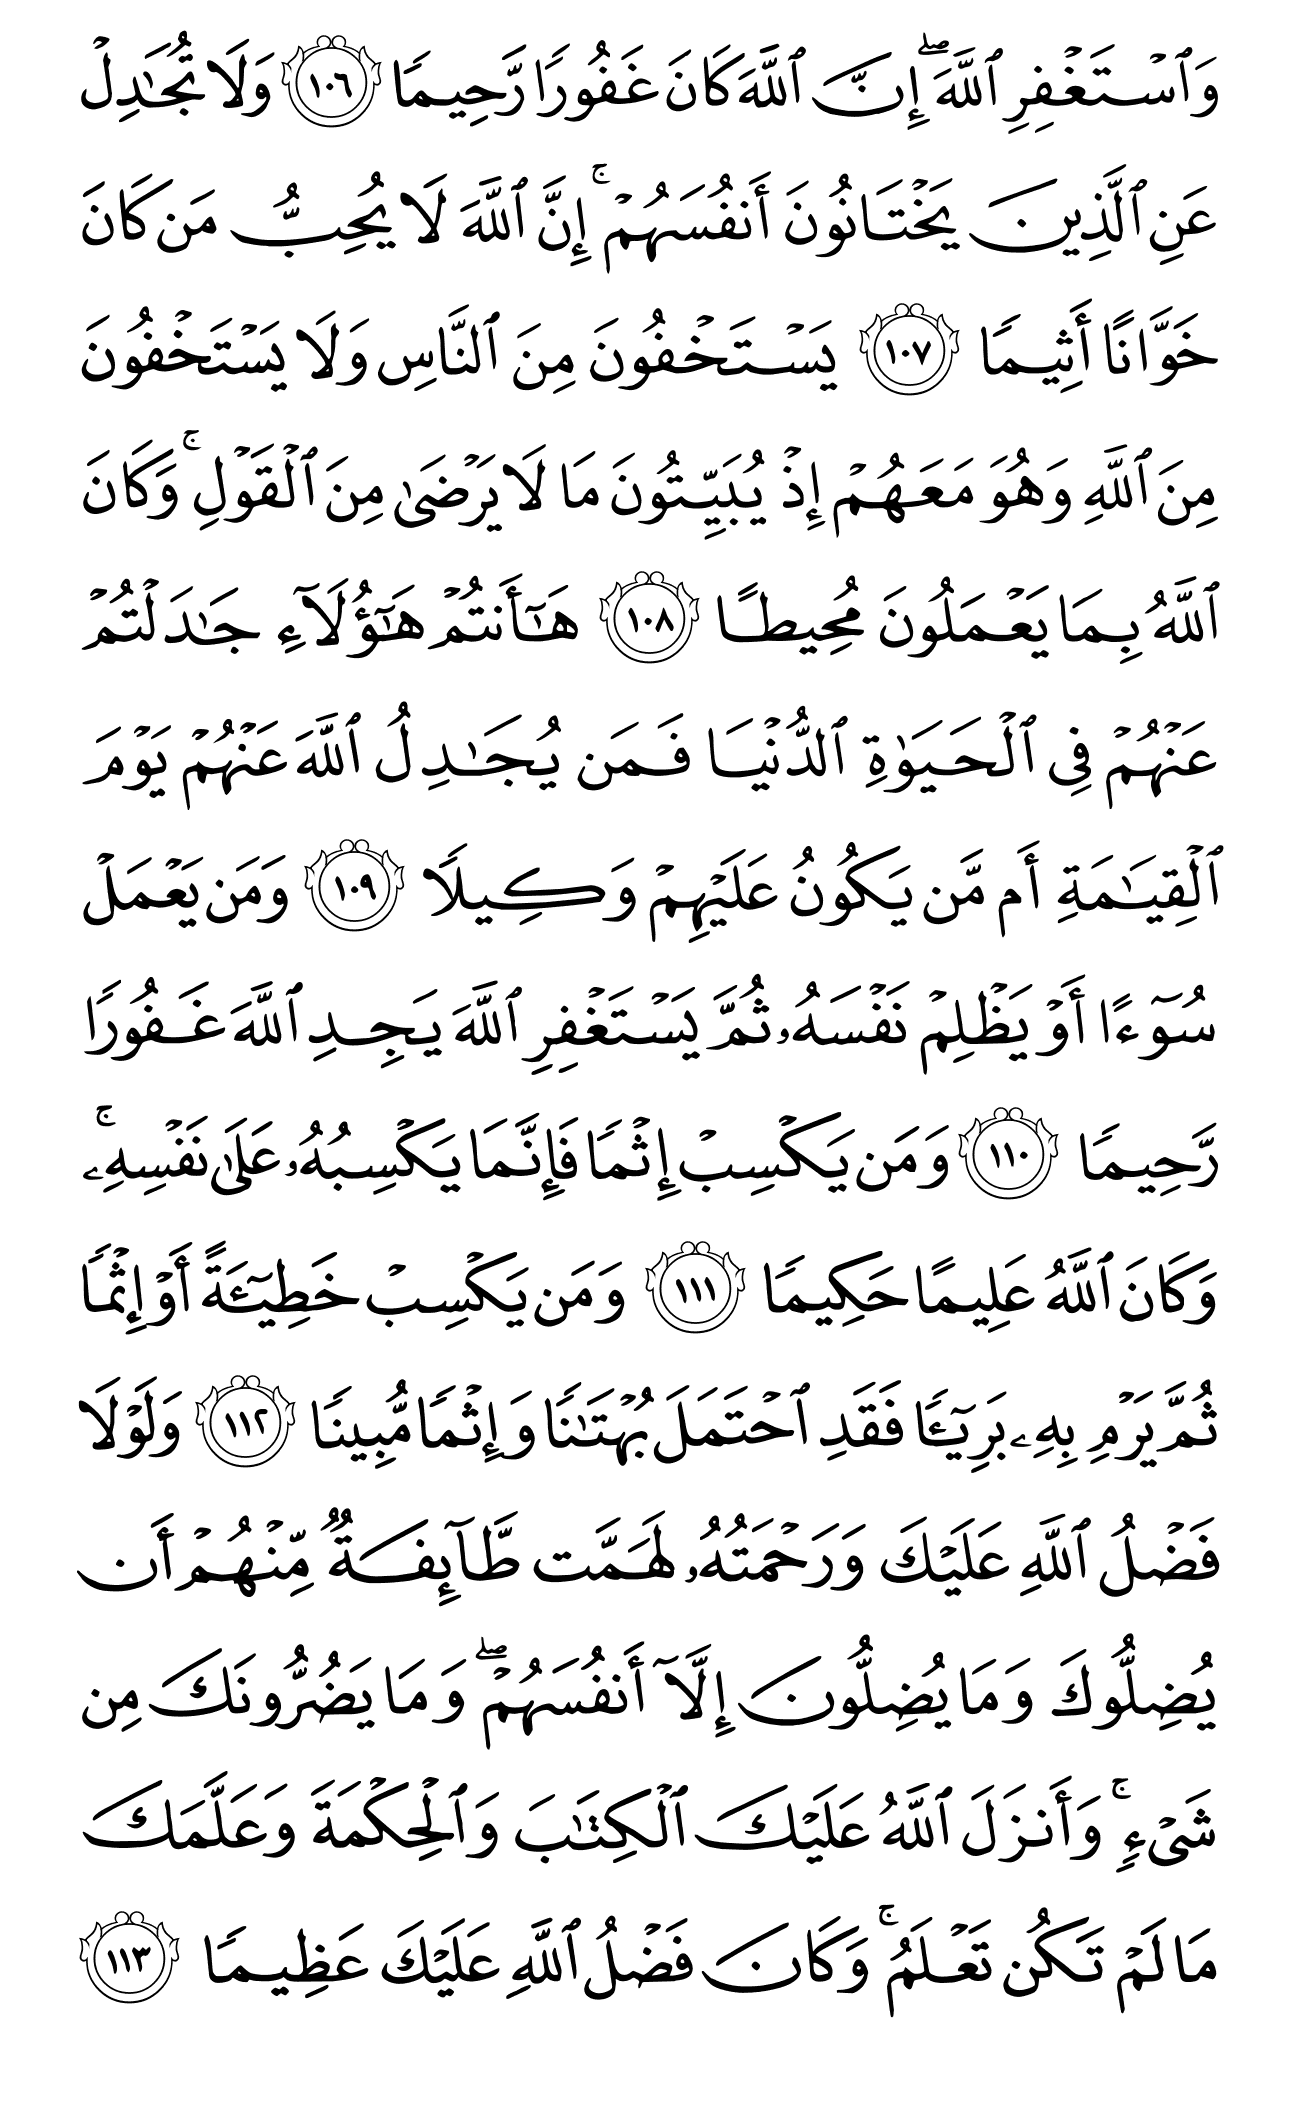 وَٱسۡتَغۡفِرِ ٱللَّهَۖ إِنَّ ٱللَّهَ كَانَ غَفُورٗا رَّحِيمٗا ١٠٦ وَلَا تُجَٰدِلۡ
عَنِ ٱلَّذِينَ يَخۡتَانُونَ أَنفُسَهُمۡۚ إِنَّ ٱللَّهَ لَا يُحِبُّ مَن كَانَ
خَوَّانًا أَثِيمٗا ١٠٧ يَسۡتَخۡفُونَ مِنَ ٱلنَّاسِ وَلَا يَسۡتَخۡفُونَ
مِنَ ٱللَّهِ وَهُوَ مَعَهُمۡ إِذۡ يُبَيِّتُونَ مَا لَا يَرۡضَىٰ مِنَ ٱلۡقَوۡلِۚ وَكَانَ
ٱللَّهُ بِمَا يَعۡمَلُونَ مُحِيطًا ١٠٨ هَٰٓأَنتُمۡ هَٰٓؤُلَآءِ جَٰدَلۡتُمۡ
عَنۡهُمۡ فِي ٱلۡحَيَوٰةِ ٱلدُّنۡيَا فَمَن يُجَٰدِلُ ٱللَّهَ عَنۡهُمۡ يَوۡمَ
ٱلۡقِيَٰمَةِ أَم مَّن يَكُونُ عَلَيۡهِمۡ وَكِيلٗا ١٠٩ وَمَن يَعۡمَلۡ
سُوٓءًا أَوۡ يَظۡلِمۡ نَفۡسَهُۥ ثُمَّ يَسۡتَغۡفِرِ ٱللَّهَ يَجِدِ ٱللَّهَ غَفُورٗا
رَّحِيمٗا ١١٠ وَمَن يَكۡسِبۡ إِثۡمٗا فَإِنَّمَا يَكۡسِبُهُۥ عَلَىٰ نَفۡسِهِۦۚ
وَكَانَ ٱللَّهُ عَلِيمًا حَكِيمٗا ١١١ وَمَن يَكۡسِبۡ خَطِيٓـَٔةً أَوۡ إِثۡمٗا
ثُمَّ يَرۡمِ بِهِۦ بَرِيٓـٔٗا فَقَدِ ٱحۡتَمَلَ بُهۡتَٰنٗا وَإِثۡمٗا مُّبِينٗا ١١٢ وَلَوۡلَا
فَضۡلُ ٱللَّهِ عَلَيۡكَ وَرَحۡمَتُهُۥ لَهَمَّت طَّآئِفَةٞ مِّنۡهُمۡ أَن
يُضِلُّوكَ وَمَا يُضِلُّونَ إِلَّآ أَنفُسَهُمۡۖ وَمَا يَضُرُّونَكَ مِن
شَيۡءٖۚ وَأَنزَلَ ٱللَّهُ عَلَيۡكَ ٱلۡكِتَٰبَ وَٱلۡحِكۡمَةَ وَعَلَّمَكَ
مَا لَمۡ تَكُن تَعۡلَمُۚ وَكَانَ فَضۡلُ ٱللَّهِ عَلَيۡكَ عَظِيمٗا ١١٣